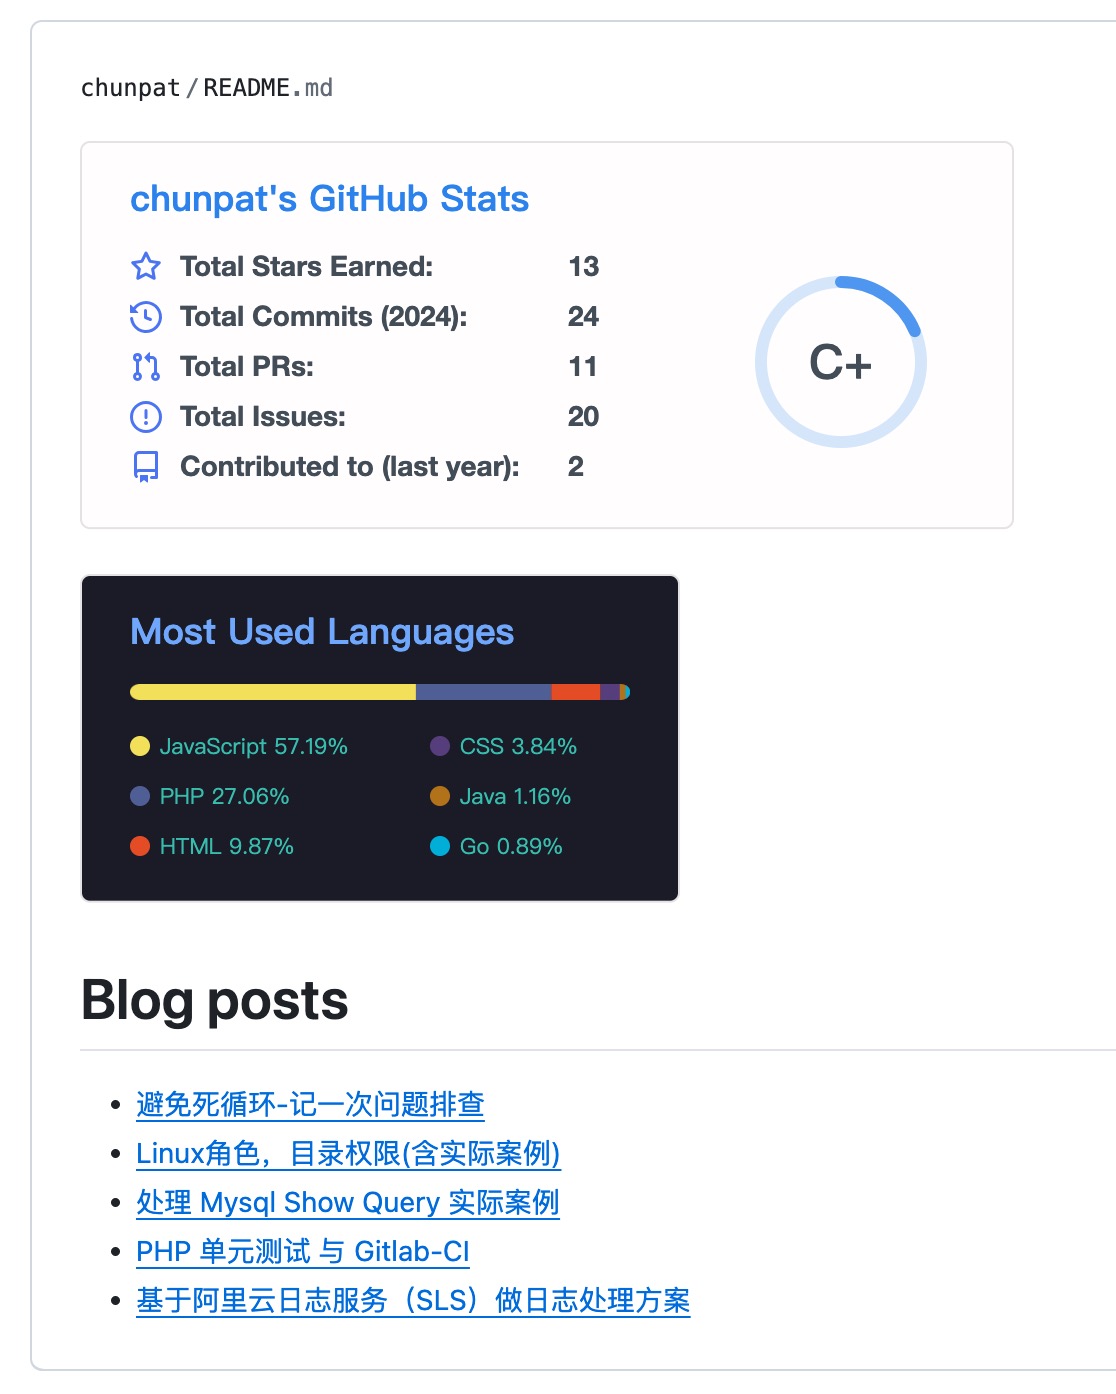 chunpat/README.md
chunpat's GitHub Stats
Total Stars Earned: 13
Total Commits (2024): 24
Total PRs: 11
Total Issues: 20
Contributed to (last year): 2
C+
Most Used Languages
JavaScript 57.19%
CSS 3.84%
PHP 27.06%
Java 1.16%
HTML 9.87%
Go 0.89%
Blog posts
避免死循环-记一次问题排查
Linux角色，目录权限(含实际案例)
处理 Mysql Show Query 实际案例
PHP 单元测试 与 Gitlab-CI
基于阿里云日志服务（SLS）做日志处理方案